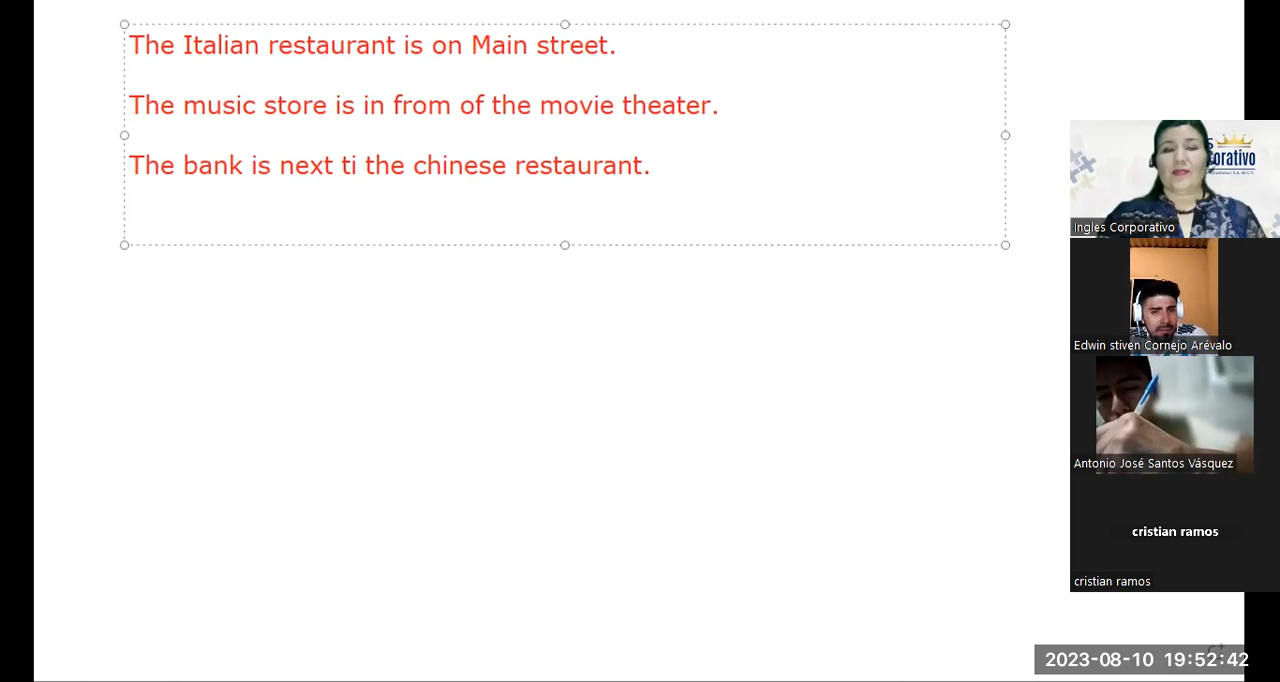 The Italian restaurant is on Main street.
The music store is in from of the movie theater.
The bank is next ti the chinese restaurant.
S
orativo
Ingles Corporativo
Edwin stiven Cornejo Arévalo
Antonio José Santos Vásquez
cristian ramos
cristian ramos
2023-08-10 19:52:42